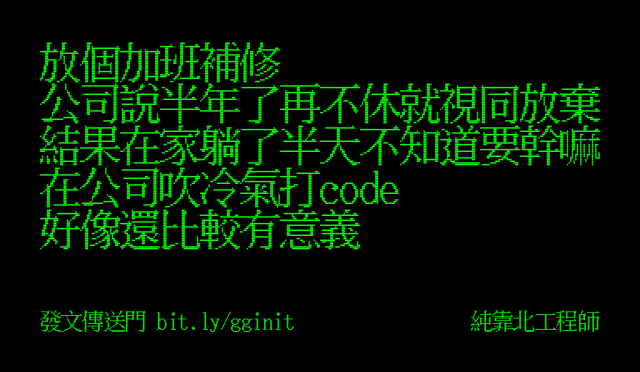 放個加班補修
公司說半年了再不休就視同放棄
結果在家躺了半天不知道要幹嘛
在公司吹冷氣打code
好像還比較有意義
發文傳送門 bit.ly/gginit
純靠北工程師